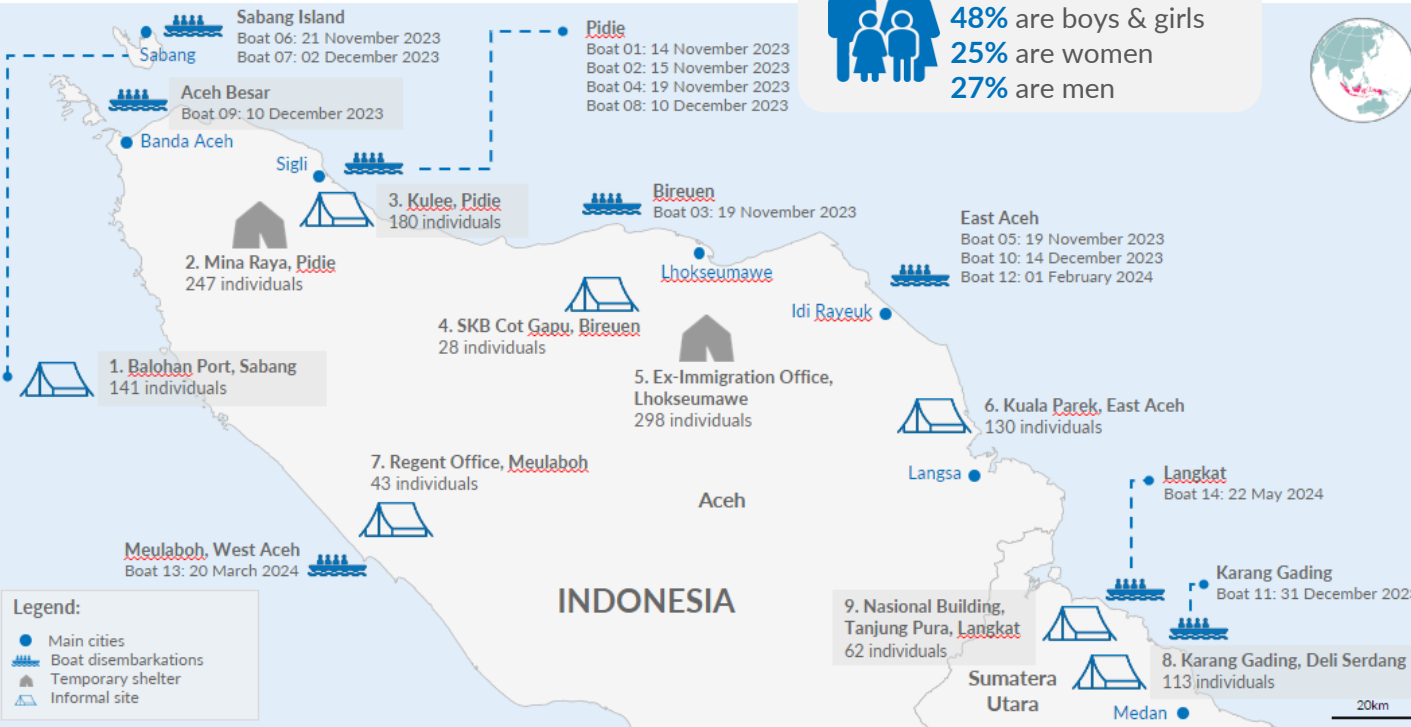 Sabang Island
Boat 06: 21 November 2023
Boat 07: 02 December 2023
Sabang
Aceh Besar
Boat 09: 10 December 2023
Banda Aceh
Pidie
Boat 01: 14 November 2023
Boat 02: 15 November 2023
Boat 04: 19 November 2023
Boat 08: 10 December 2023
48% are boys & girls
25% are women
27% are men
Sigli
3. Kulee, Pidie
180 individuals
Bireuen
Boat 03: 19 November 2023
East Aceh
Boat 05: 19 November 2023
Boat 10: 14 December 2023
Boat 12: 01 February 2024
2. Mina Raya, Pidie
247 individuals
Lhokseumawe
Idi Rayeuk
4. SKB Cot Gapu, Bireuen
28 individuals
1. Balohan Port, Sabang
141 individuals
5. Ex-Immigration Office,
Lhokseumawe
298 individuals
6. Kuala Parek, East Aceh
130 individuals
7. Regent Office, Meulaboh
43 individuals
Langsa
Langkat
Boat 14: 22 May 2024
Aceh
Meulaboh, West Aceh
Boat 13: 20 March 2024
Karang Gading
Boat 11: 31 December 202
INDONESIA
Legend:
Main cities
Boat disembarkations
Temporary shelter
Informal site
9. Nasional Building,
Tanjung Pura, Langkat
62 individuals
8. Karang Gading, Deli Serdang
113 individuals
Sumatera
Utara
Medan
20km